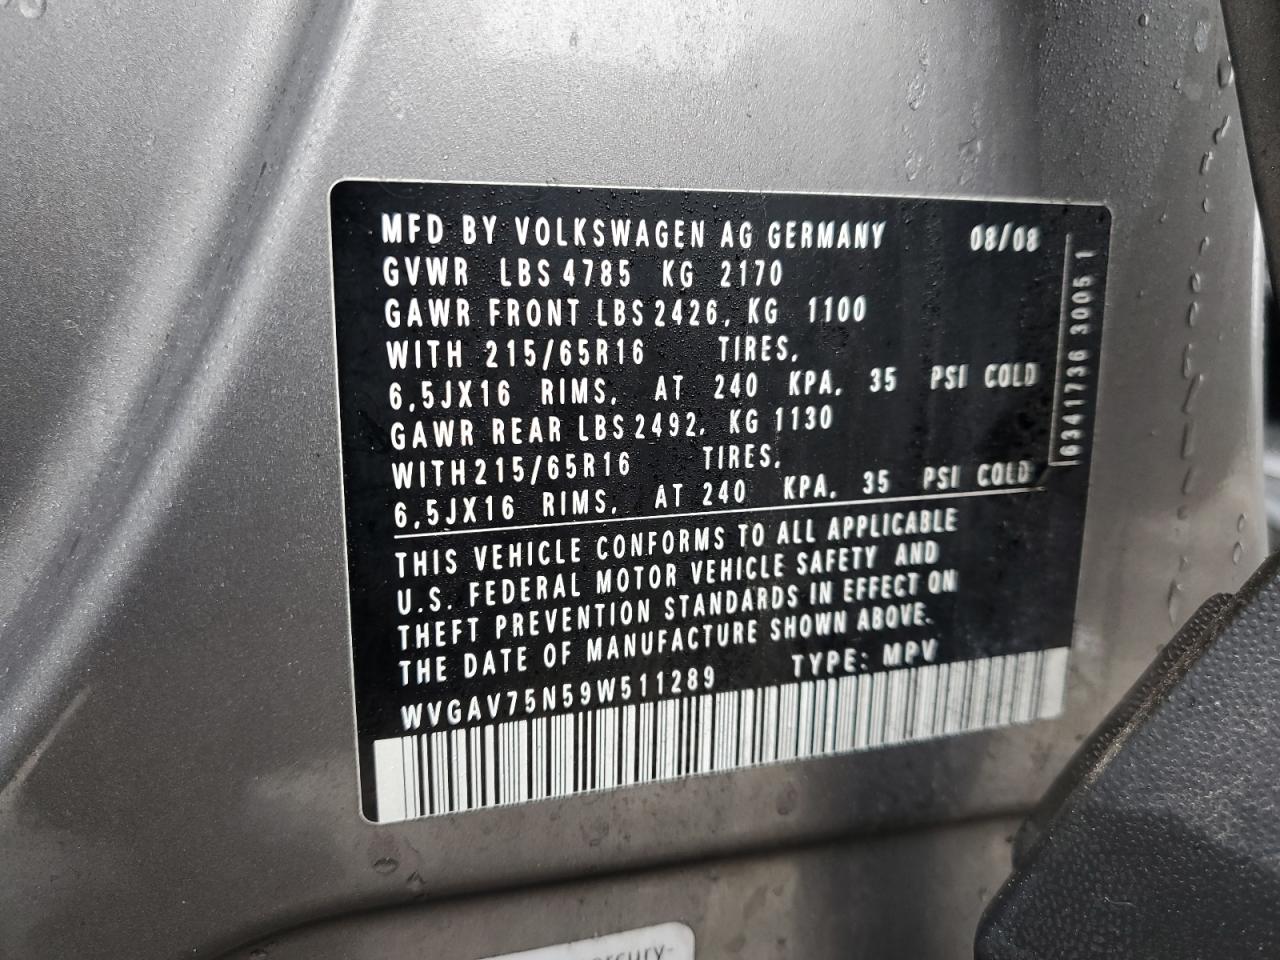 MFD BY VOLKSWAGEN AG GERMANY 08/08
GVWR LBS 4785 KG 2170
GAWR FRONT LBS 2426, KG 1100
WITH 215/65R16 TIRES,
6,5JX16 RIMS, AT 240 KPA, 35 PSI COLD
GAWR REAR LBS 2492, KG 1130
WITH 215/65R16 TIRES,
6,5JX16 RIMS, AT 240 KPA, 35 PSI COLD
THIS VEHICLE CONFORMS TO ALL APPLICABLE
U.S. FEDERAL MOTOR VEHICLE SAFETY AND
THEFT PREVENTION STANDARDS IN EFFECT ON
THE DATE OF MANUFACTURE SHOWN ABOVE.
WVGAV75N59W511289 TYPE: MPV
3005 1